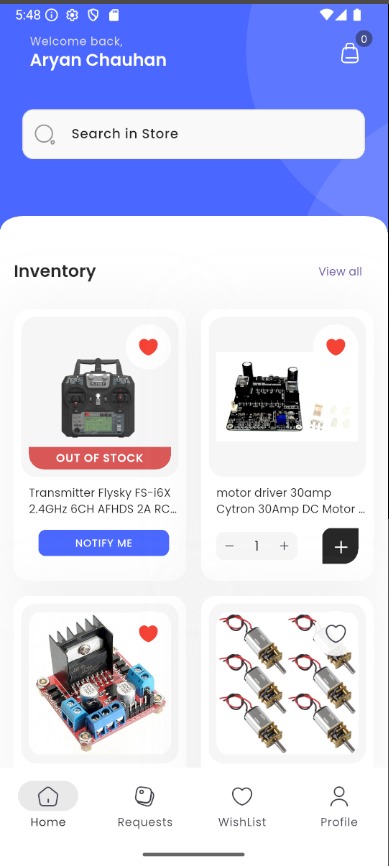 5:48
Welcome back,
Aryan Chauhan
0
Search in Store
Inventory
View all
OUT OF STOCK
Transmitter Flysky FS-i6X
2.4GHz 6CH AFHDS 2A RC...
NOTIFY ME
motor driver 30amp
Cytron 30Amp DC Motor ...
− 1 +
+
Home
Requests
WishList
Profile